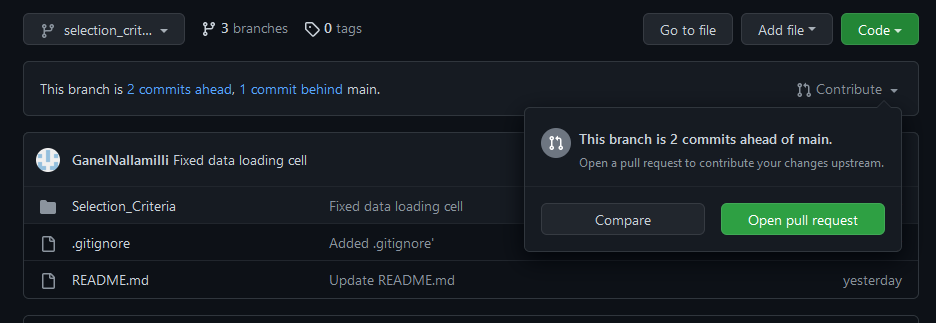 selection_crit... 3 branches 0 tags Go to file Add file Code
This branch is 2 commits ahead, 1 commit behind main. Contribute
This branch is 2 commits ahead of main.
Open a pull request to contribute your changes upstream.
Compare Open pull request
GanelNallamilli Fixed data loading cell
Selection_Criteria Fixed data loading cell
.gitignore Added .gitignore'
README.md Update README.md yesterday